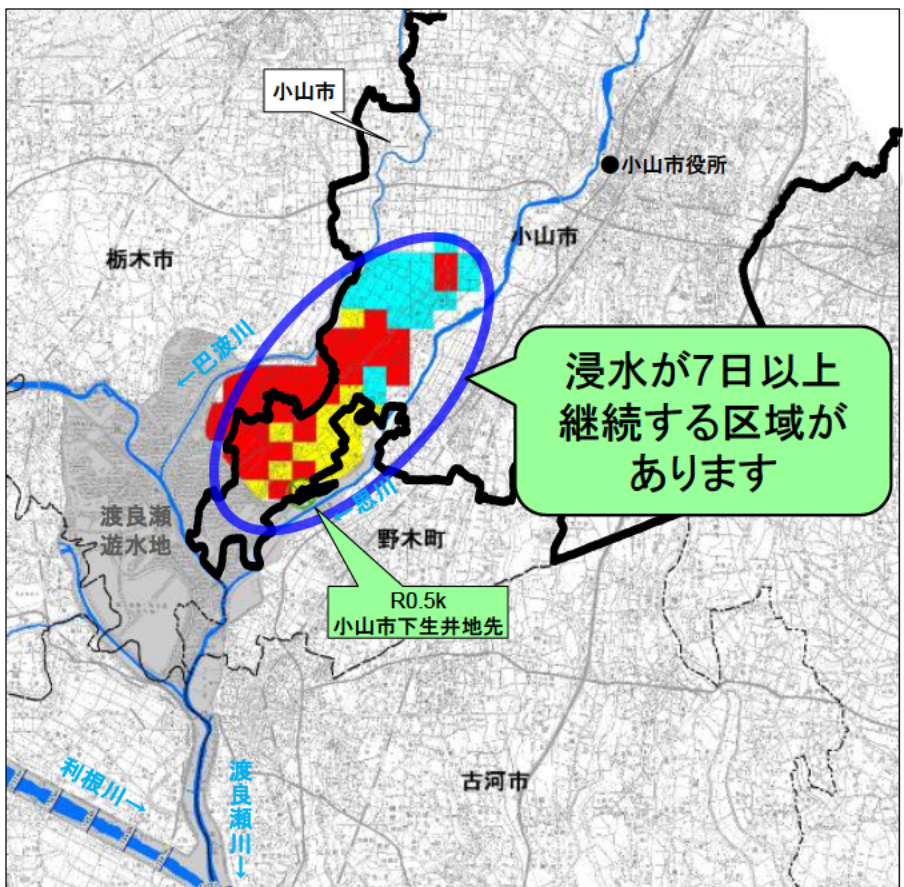 小山市
小山市役所
小山市
栃木市
←巴波川
浸水が7日以上
継続する区域が
あります
渡良瀬
遊水地
←思川
野木町
R0.5k
小山市下生井地先
利根川→
渡良瀬川→
古河市